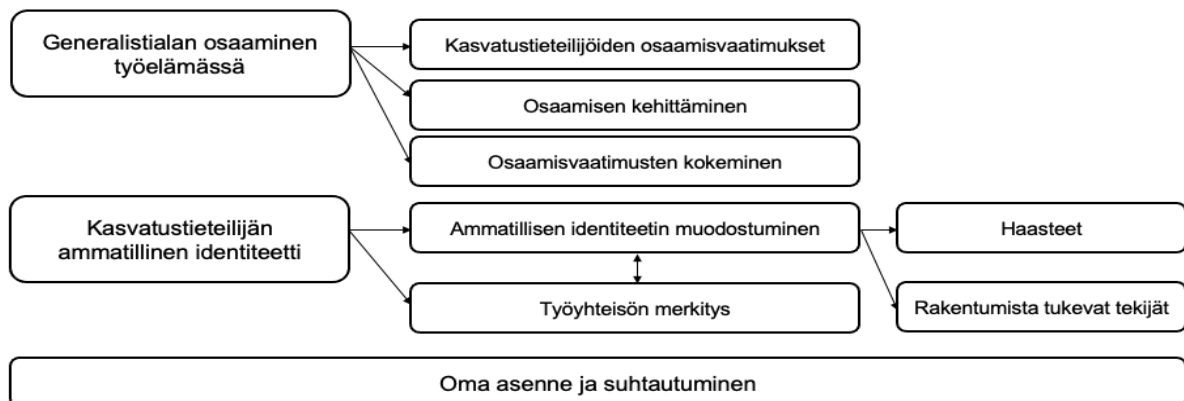 Generalistialan osaaminen
työelämässä
Kasvatustieteilijöiden osaamisvaatimukset
Osaamisen kehittäminen
Osaamisvaatimusten kokeminen
Kasvatustieteilijän
ammatillinen identiteetti
Ammatillisen identiteetin muodostuminen
Haasteet
Työyhteisön merkitys
Rakentumista tukevat tekijät
Oma asenne ja suhtautuminen